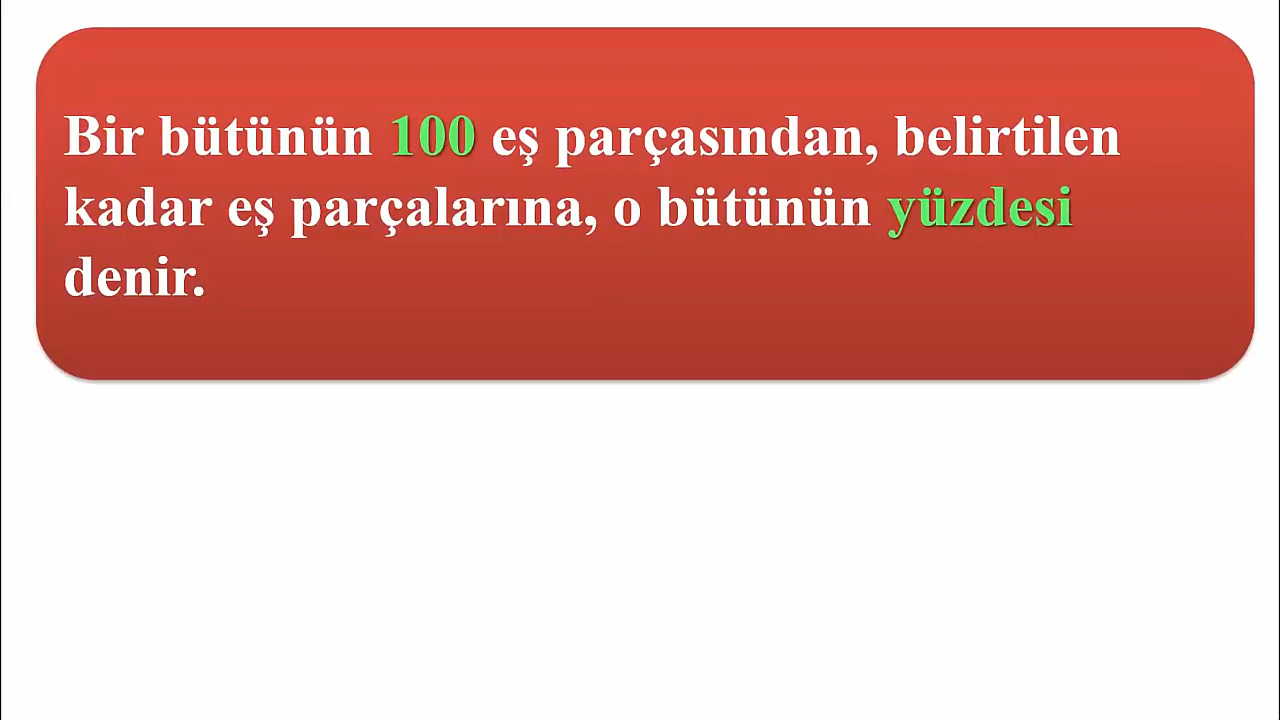 Bir bütünün 100 eş parçasından, belirtilen
kadar eş parçalarına, o bütünün yüzdesi
denir.